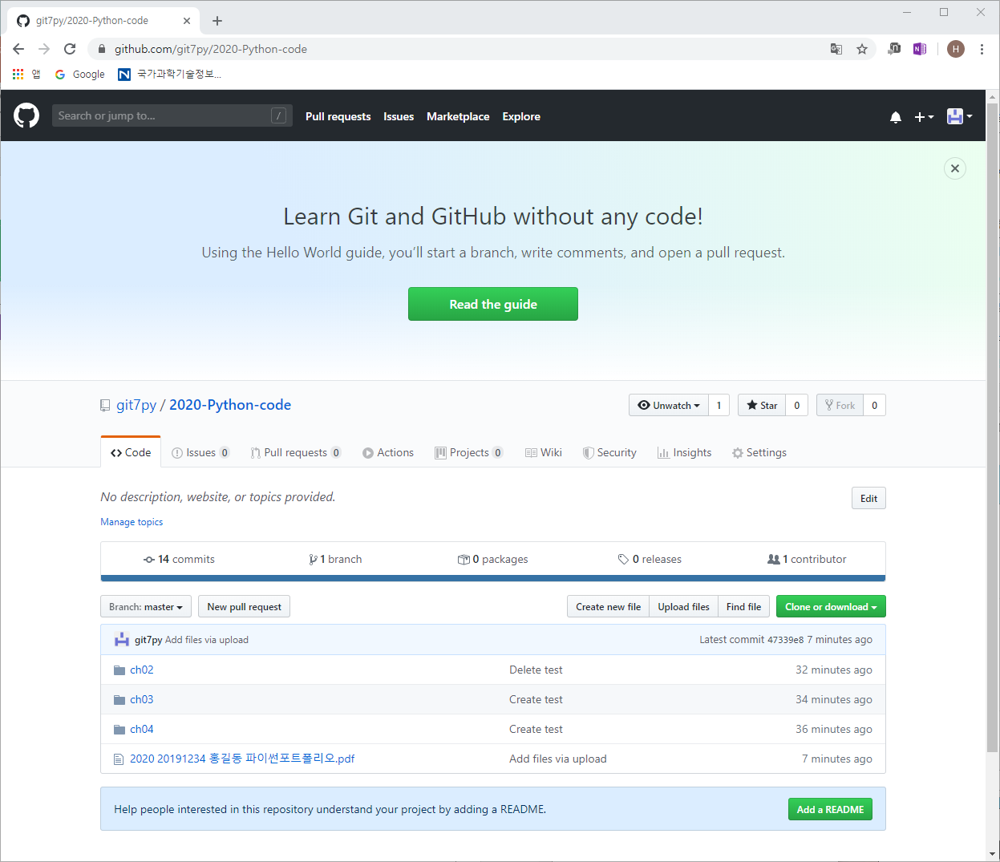 git7py/2020-Python-code
github.com/git7py/2020-Python-code
H
앱 Google 국가과학기술정보...
Search or jump to... / Pull requests Issues Marketplace Explore
Learn Git and GitHub without any code!
Using the Hello World guide, you'll start a branch, write comments, and open a pull request.
Read the guide
git7py / 2020-Python-code Unwatch 1 Star 0 Fork 0
Code Issues 0 Pull requests 0 Actions Projects 0 Wiki Security Insights Settings
No description, website, or topics provided. Edit
Manage topics
14 commits 1 branch 0 packages 0 releases 1 contributor
Branch: master New pull request Create new file Upload files Find file Clone or download
git7py Add files via upload Latest commit 47339e8 7 minutes ago
ch02 Delete test 32 minutes ago
ch03 Create test 34 minutes ago
ch04 Create test 36 minutes ago
2020 20191234 홍길동 파이썬포트폴리오.pdf Add files via upload 7 minutes ago
Help people interested in this repository understand your project by adding a README. Add a README